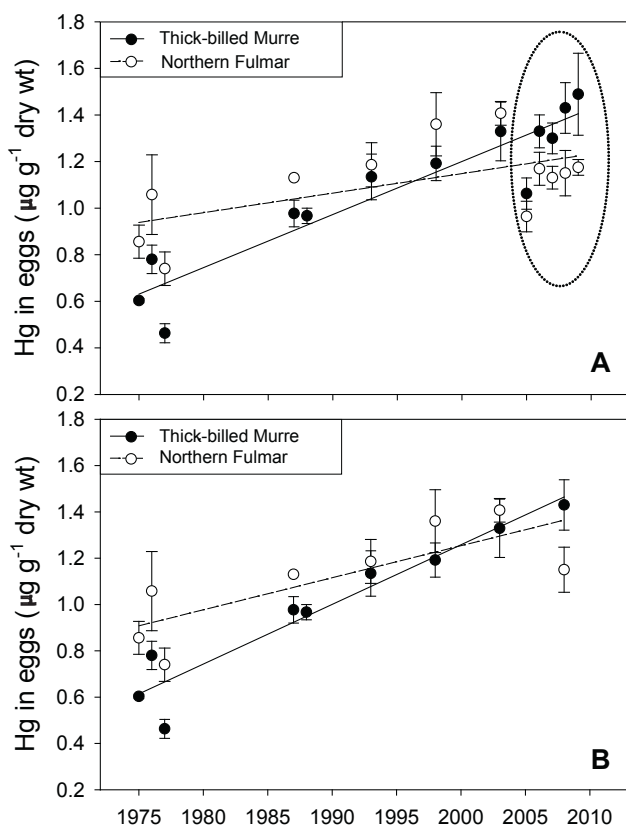 1.8
Thick-billed Murre
Northern Fulmar
1.6
1.4
1.2
1.0
0.8
0.6
0.4
0.2
Hg in eggs ( µg g⁻¹ dry wt)
A
1.8
Thick-billed Murre
Northern Fulmar
1.6
1.4
1.2
1.0
0.8
0.6
0.4
0.2
Hg in eggs ( µg g⁻¹ dry wt)
B
1975 1980 1985 1990 1995 2000 2005 2010